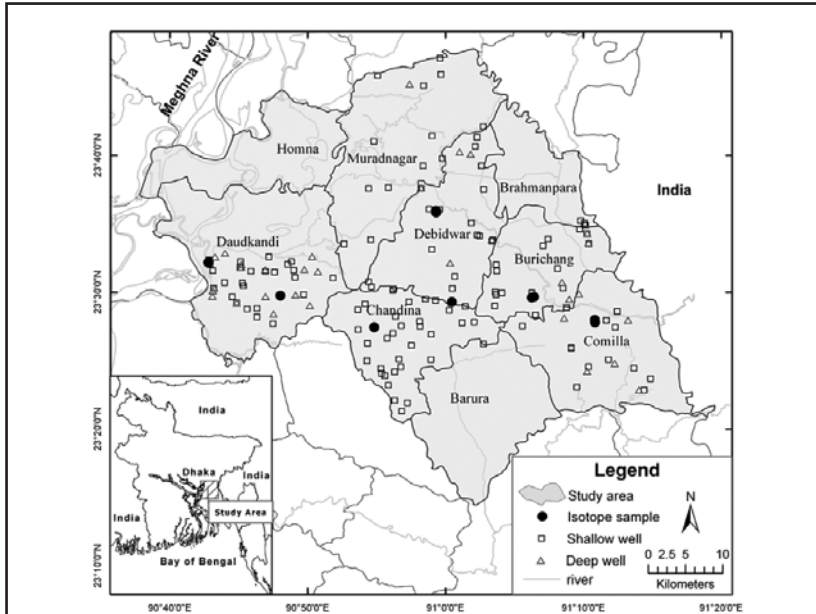 Meghna River
Homna
Muradnagar
Brahmanpara
India
Debidwar
Daudkandi
Burichang
Chandina
Comilla
Barura
23°40'0"N
23°30'0"N
23°20'0"N
23°10'0"N
India
Dhaka
India
Study Area
India
Bay of Bengal
Legend
Study area
Isotope sample
Shallow well
Deep well
river
N
0 2.5 5 10
Kilometers
90°40'0"E 90°50'0"E 91°0'0"E 91°10'0"E 91°20'0"E